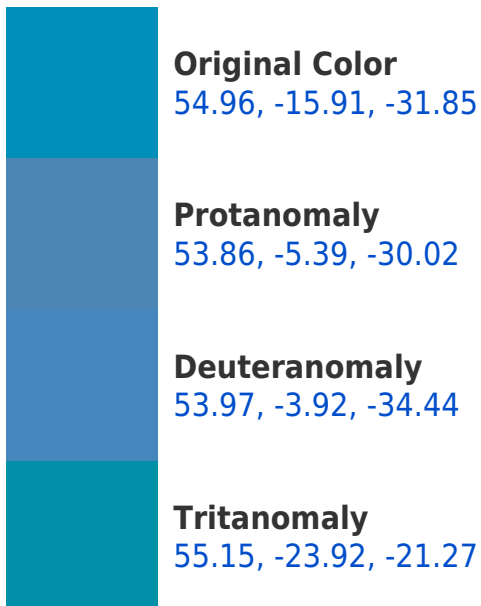 Original Color
54.96, -15.91, -31.85
Protanomaly
53.86, -5.39, -30.02
Deuteranomaly
53.97, -3.92, -34.44
Tritanomaly
55.15, -23.92, -21.27